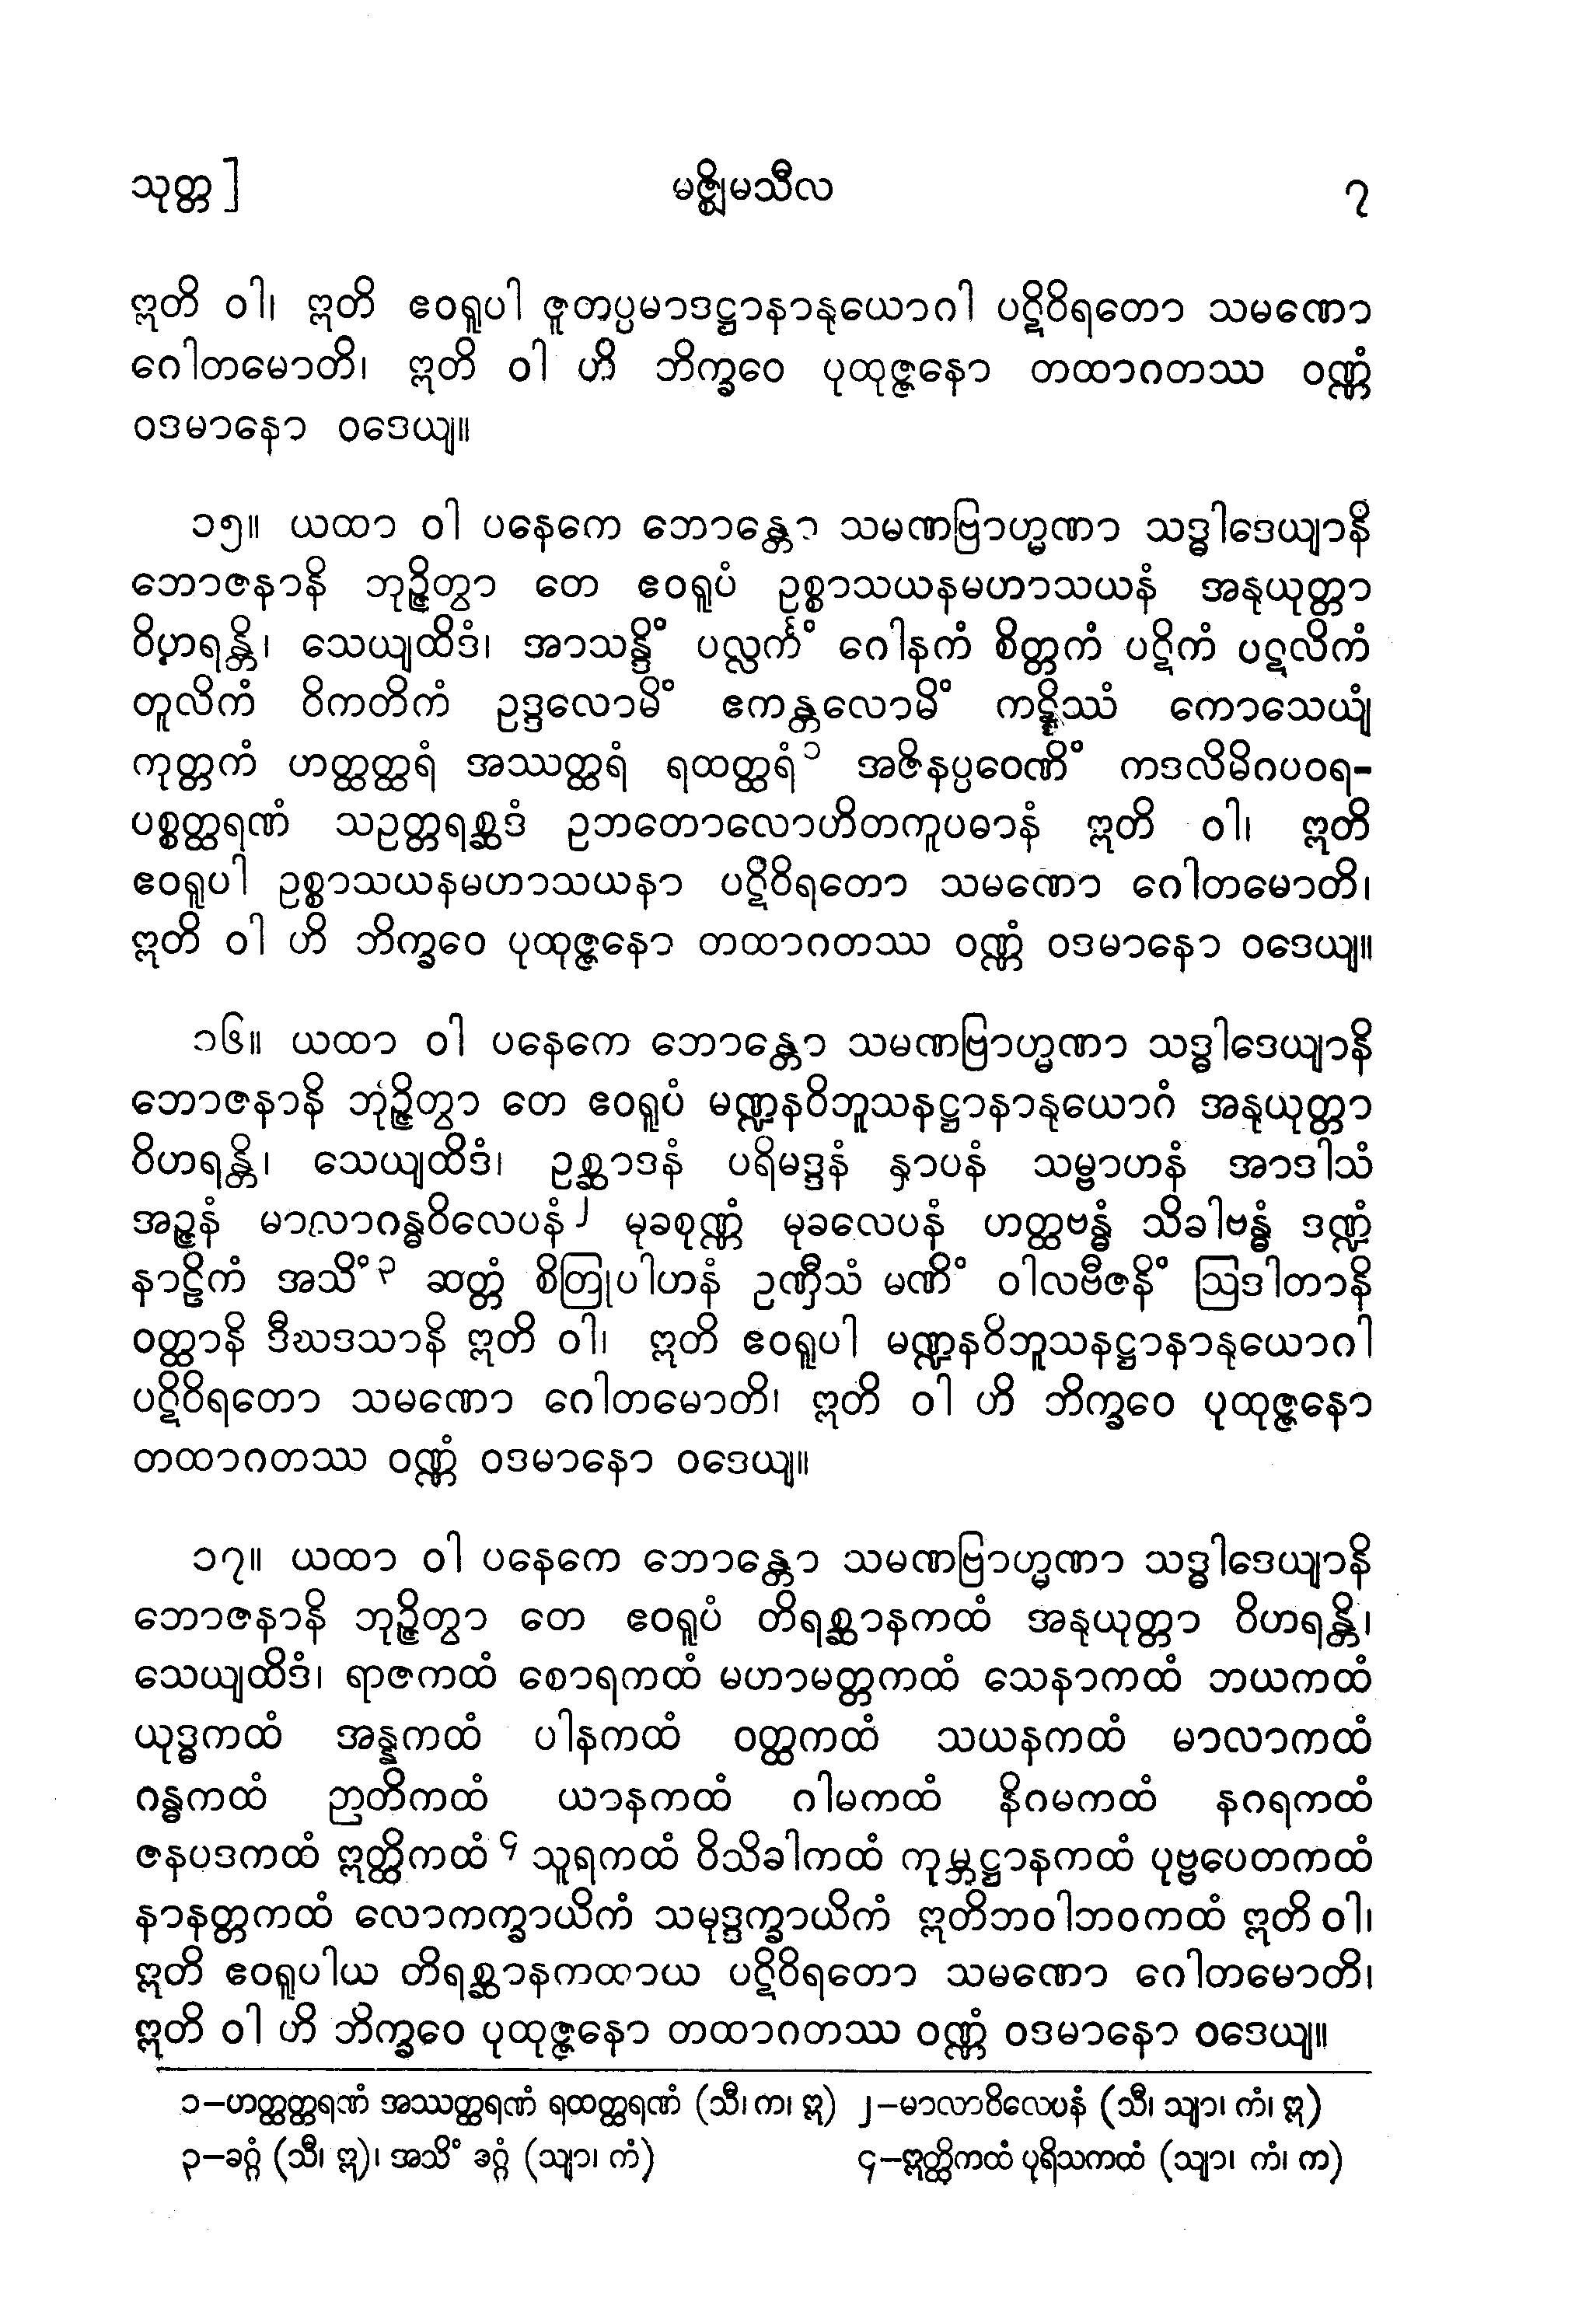 သုတ္တ] မဇ္ဈိမသီလ ၇
ဣတိ ဝါ၊ ဣတိ ဧဝရူပါ ဇူတပ္ပမာဒဋ္ဌာနာနုယောဂါ ပဋိဝိရတော သမဏော
ဂေါတမောတိ၊ ဣတိ ဝါ ဟိ ဘိက္ခဝေ ပုထုဇ္ဇနော တထာဂတဿ ဝဏ္ဏံ
ဝဒမာနော ဝဒေယျ။
၁၅။ ယထာ ဝါ ပနေကေ ဘောန္တော သမဏဗြာဟ္မဏာ သဒ္ဓါဒေယျာနိ
ဘောဇနာနိ ဘုဉ္ဇိတွာ တေ ဧဝရူပံ ဥစ္စာသယနမဟာသယနံ အနုယုတ္တာ
ဝိဟရန္တိ၊ သေယျထိဒံ၊ အာသန္ဒိံ ပလ္လင်္ကံ ဂေါနကံ စိတ္တကံ ပဋိကံ ပဋလိကံ
တူလိကံ ဝိကတိကံ ဥဒ္ဒလောမိံ ဧကန္တလောမိံ ကဋ္ဋိဿံ ကောသေယျံ
ကုတ္တကံ ဟတ္ထတ္ထရံ အဿတ္ထရံ ရထတ္ထရံ၁ အဇိနပ္ပဝေဏိံ ကဒလိမိဂပဝရ-
ပစ္စတ္ထရဏံ သဥတ္တရစ္ဆဒံ ဥဘတောလောဟိတကူပဓာနံ ဣတိ ဝါ၊ ဣတိ
ဧဝရူပါ ဥစ္စာသယနမဟာသယနာ ပဋိဝိရတော သမဏော ဂေါတမောတိ၊
ဣတိ ဝါ ဟိ ဘိက္ခဝေ ပုထုဇ္ဇနော တထာဂတဿ ဝဏ္ဏံ ဝဒမာနော ဝဒေယျ။
၁၆။ ယထာ ဝါ ပနေကေ ဘောန္တော သမဏဗြာဟ္မဏာ သဒ္ဓါဒေယျာနိ
ဘောဇနာနိ ဘုဉ္ဇိတွာ တေ ဧဝရူပံ မဏ္ဍနဝိဘူသနဋ္ဌာနာနုယောဂံ အနုယုတ္တာ
ဝိဟရန္တိ၊ သေယျထိဒံ၊ ဥစ္ဆာဒနံ ပရိမဒ္ဒနံ နှာပနံ သမ္ဗာဟနံ အာဒါသံ
အဉ္ဇနံ မာလာဂန္ဓဝိလေပနံ၂ မုခစုဏ္ဏံ မုခလေပနံ ဟတ္ထဗန္ဓံ သိခါဗန္ဓံ ဒဏ္ဍံ
နာဠိကံ အသိံ၃ ဆတ္တံ စိတြုပါဟနံ ဥဏှီသံ မဏိံ ဝါလဗီဇနိံ ဩဒါတာနိ
ဝတ္ထာနိ ဒီဃဒသာနိ ဣတိ ဝါ၊ ဣတိ ဧဝရူပါ မဏ္ဍနဝိဘူသနဋ္ဌာနာနုယောဂါ
ပဋိဝိရတော သမဏော ဂေါတမောတိ၊ ဣတိ ဝါ ဟိ ဘိက္ခဝေ ပုထုဇ္ဇနော
တထာဂတဿ ဝဏ္ဏံ ဝဒမာနော ဝဒေယျ။
၁၇။ ယထာ ဝါ ပနေကေ ဘောန္တော သမဏဗြာဟ္မဏာ သဒ္ဓါဒေယျာနိ
ဘောဇနာနိ ဘုဉ္ဇိတွာ တေ ဧဝရူပံ တိရစ္ဆာနကထံ အနုယုတ္တာ ဝိဟရန္တိ၊
သေယျထိဒံ၊ ရာဇကထံ စောရကထံ မဟာမတ္တကထံ သေနာကထံ ဘယကထံ
ယုဒ္ဓကထံ အန္နကထံ ပါနကထံ ဝတ္ထကထံ သယနကထံ မာလာကထံ
ဂန္ဓကထံ ဉာတိကထံ ယာနကထံ ဂါမကထံ နိဂမကထံ နဂရကထံ
ဇနပဒကထံ ဣတ္ထိကထံ၄ သူရကထံ ဝိသိခါကထံ ကုမ္ဘဋ္ဌာနကထံ ပုဗ္ဗပေတကထံ
နာနတ္တကထံ လောကက္ခာယိကံ သမုဒ္ဒက္ခာယိကံ ဣတိဘဝါဘဝကထံ ဣတိ ဝါ၊
ဣတိ ဧဝရူပါယ တိရစ္ဆာနကထာယ ပဋိဝိရတော သမဏော ဂေါတမောတိ၊
ဣတိ ဝါ ဟိ ဘိက္ခဝေ ပုထုဇ္ဇနော တထာဂတဿ ဝဏ္ဏံ ဝဒမာနော ဝဒေယျ။
၁-ဟတ္ထတ္ထရဏံ အဿတ္ထရဏံ ရထတ္ထရဏံ (သီ၊ က၊ ဣ) ၂-မာလာဝိလေပနံ (သီ၊ သျာ၊ ကံ၊ ဣ)
၃-ခဂ္ဂံ (သီ၊ ဣ)၊ အသိံ ခဂ္ဂံ (သျာ၊ ကံ) ၄-ဣတ္ထိကထံ ပုရိသကထံ (သျာ၊ ကံ၊ က)